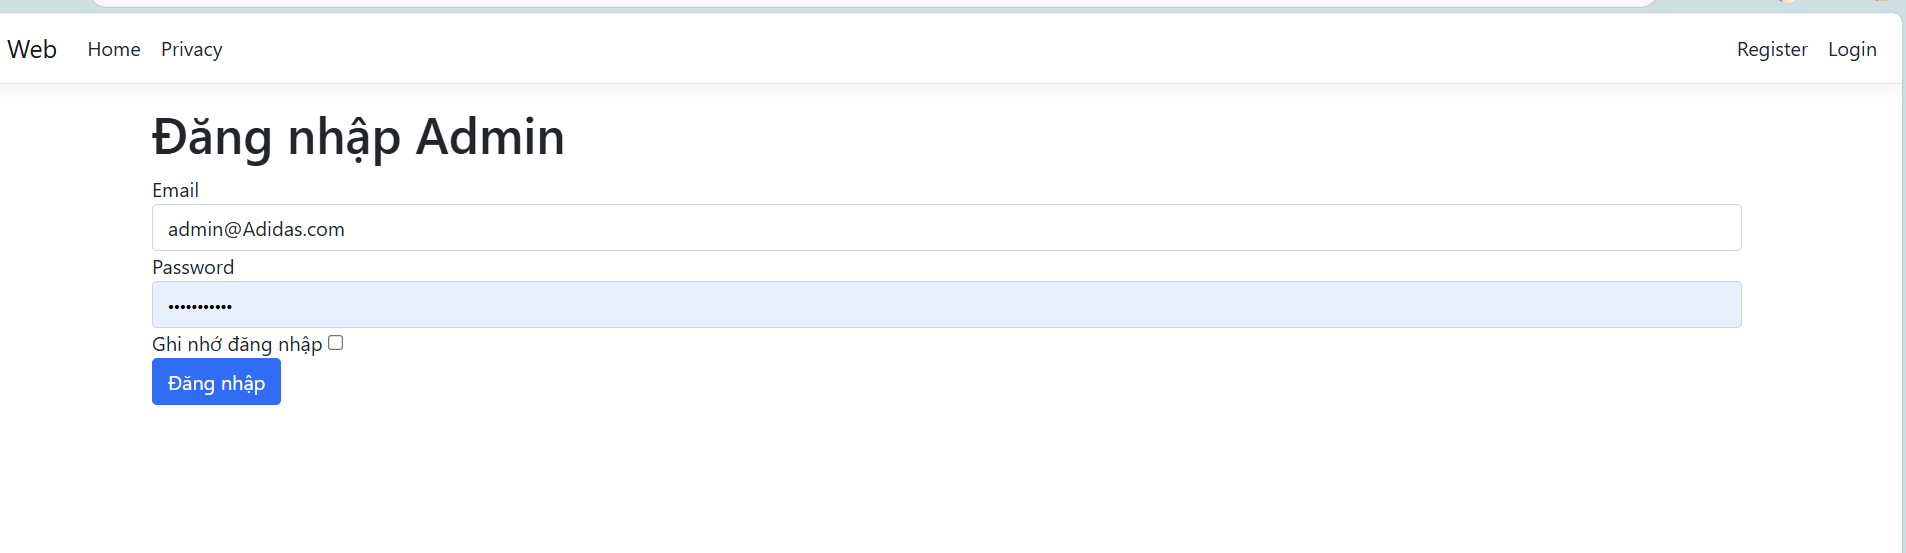 Web Home Privacy Register Login
Đăng nhập Admin
Email
admin@Adidas.com
Password
•••••••••••
Ghi nhớ đăng nhập
Đăng nhập